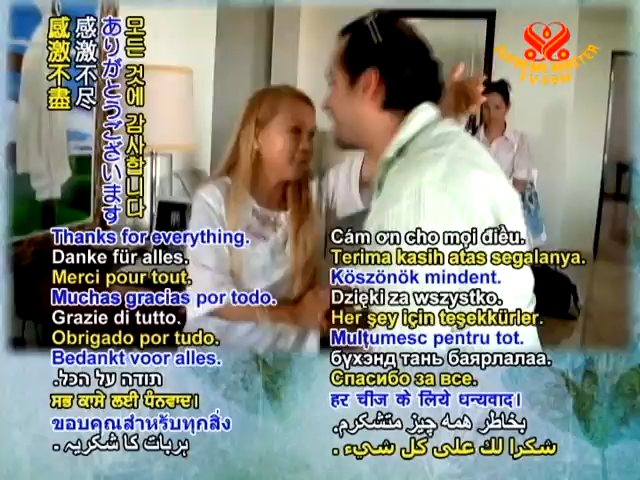 感激不盡
感激不尽
ありがとうございます
모든 것에 감사합니다
SUPREME MASTER
TV.COM
Thanks for everything.
Danke für alles.
Merci pour tout.
Muchas gracias por todo.
Grazie di tutto.
Obrigado por tudo.
Bedankt voor alles.
תודה על הכל.
ਸਭ ਕਾਸੇ ਲਈ ਧੰਨਵਾਦ।
ขอบคุณสำหรับทุกสิ่ง
ہربات کا شکریہ ۔
Cám ơn cho mọi điều.
Terima kasih atas segalanya.
Köszönök mindent.
Dzięki za wszystko.
Her şey için teşekkürler.
Mulţumesc pentru tot.
бүхэнд тань баярлалаа.
Спасибо за все.
हर चीज के लिये धन्यवाद।
بخاطر همه چیز متشکرم.
شكرا لك على كل شيء .